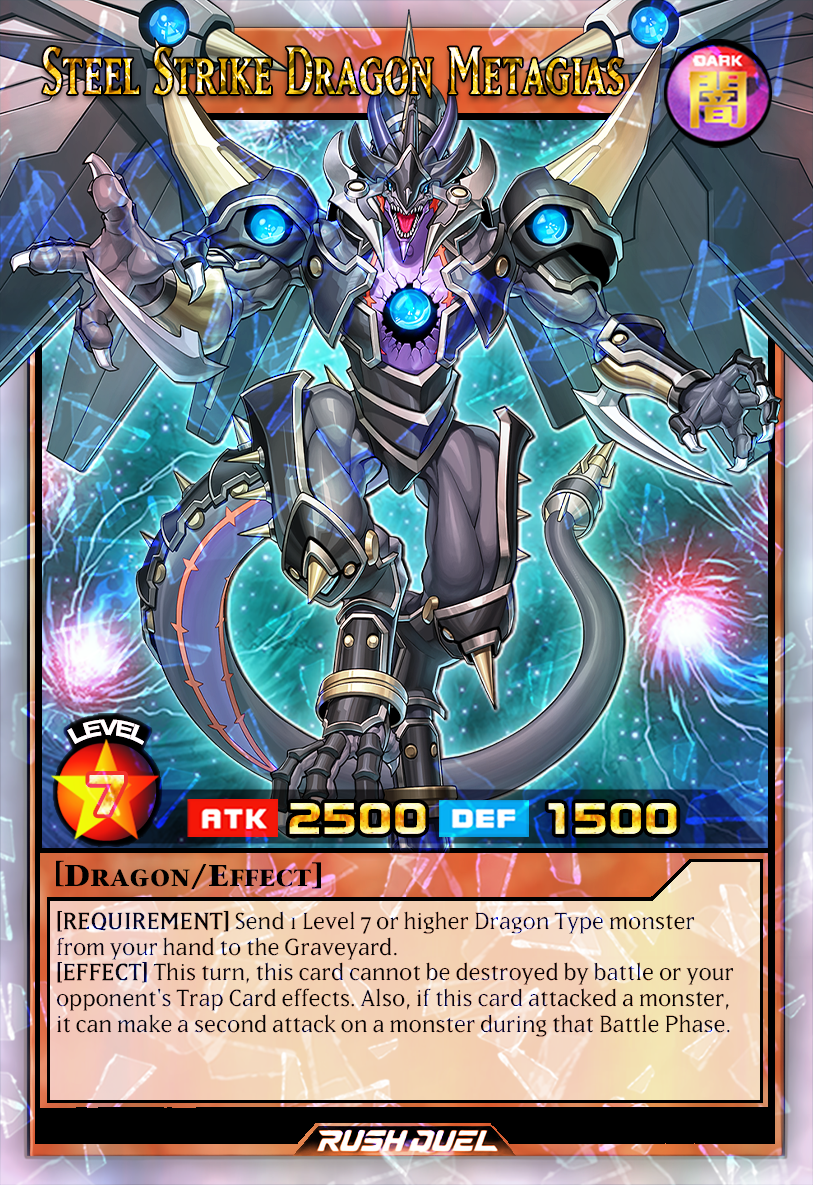 Steel Strike Dragon Metagias
DARK
闇
LEVEL
7
ATK 2500 DEF 1500
[Dragon/Effect]
[REQUIREMENT] Send 1 Level 7 or higher Dragon Type monster
from your hand to the Graveyard.
[EFFECT] This turn, this card cannot be destroyed by battle or your
opponent's Trap Card effects. Also, if this card attacked a monster,
it can make a second attack on a monster during that Battle Phase.
RUSH DUEL